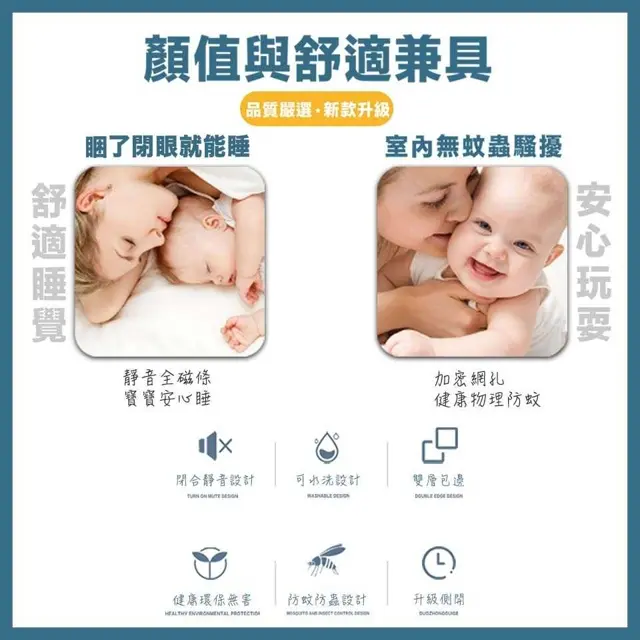 顏值與舒適兼具
品質嚴選·新款升級
睏了閉眼就能睡
室內無蚊蟲騷擾
舒適睡覺
安心玩耍
靜音全磁條
寶寶安心睡
加密網孔
健康物理防蚊
閉合靜音設計
TURN ON MUTE DESIGN
可水洗設計
WASHABLE DESIGN
雙層包邊
DOUBLE EDGE DESIGN
健康環保無害
HEALTHY ENVIRONMENTAL PROTECTION
防蚊防蟲設計
MOSQUITO AND INSECT CONTROL DESIGN
升級側開